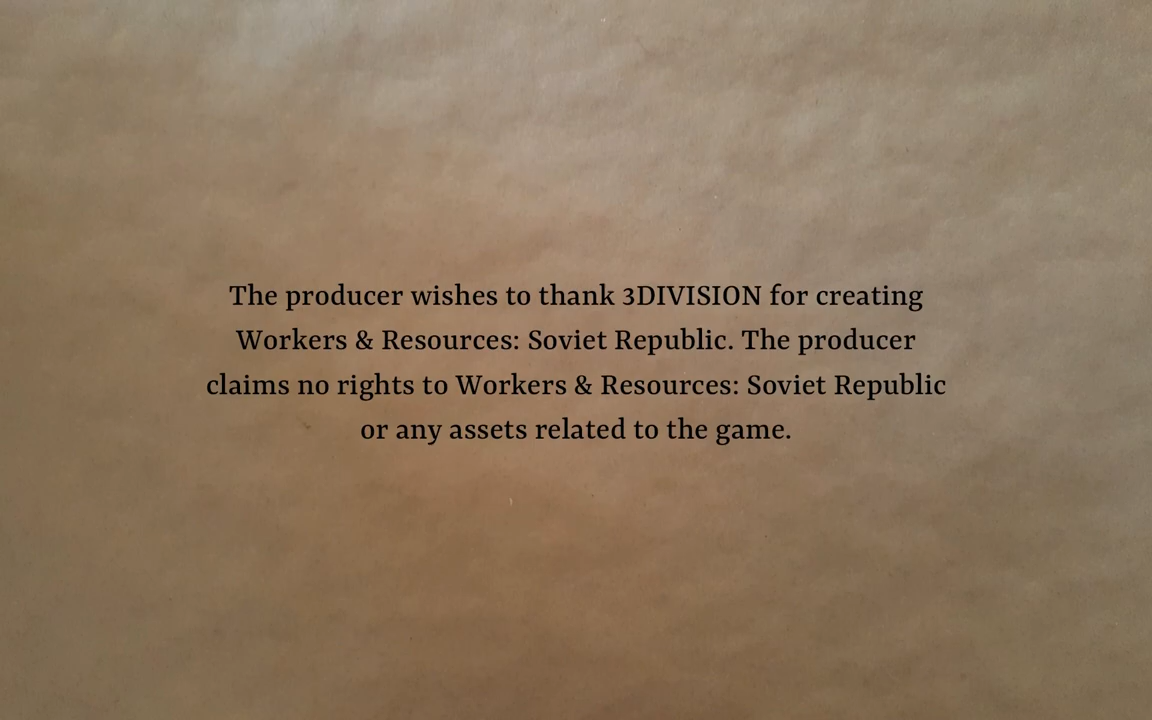 The producer wishes to thank 3DIVISION for creating
Workers & Resources: Soviet Republic. The producer
claims no rights to Workers & Resources: Soviet Republic
or any assets related to the game.